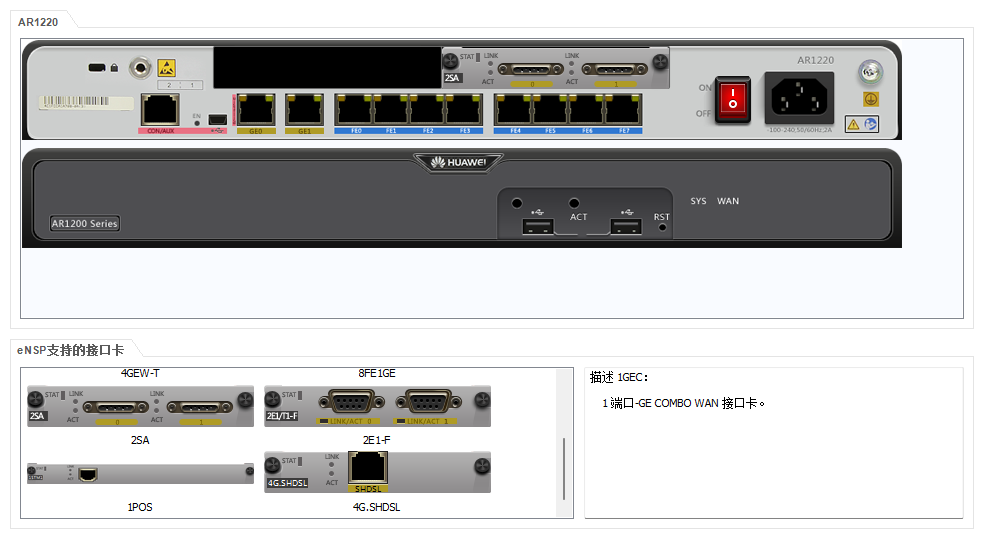 AR1220
AR1220
STAT LINK LINK
2SA
ACT ACT
0 1
2 1
EN
ON
OFF
CON/AUX GE0 GE1 FE0 FE1 FE2 FE3 FE4 FE5 FE6 FE7
~100-240;50/60Hz;2A
HUAWEI
SYS WAN
ACT RST
AR1200 Series
eNSP支持的接口卡
4GEW-T 8FE1GE
STAT LINK LINK
2SA
ACT ACT
0 1
STAT
2E1/T1-F
LINK/ACT 0 LINK/ACT 1
2SA 2E1-F
STAT LINK
4G.SHDSL ACT
SHDSL
1POS 4G.SHDSL
描述 1GEC：
1 端口-GE COMBO WAN 接口卡。